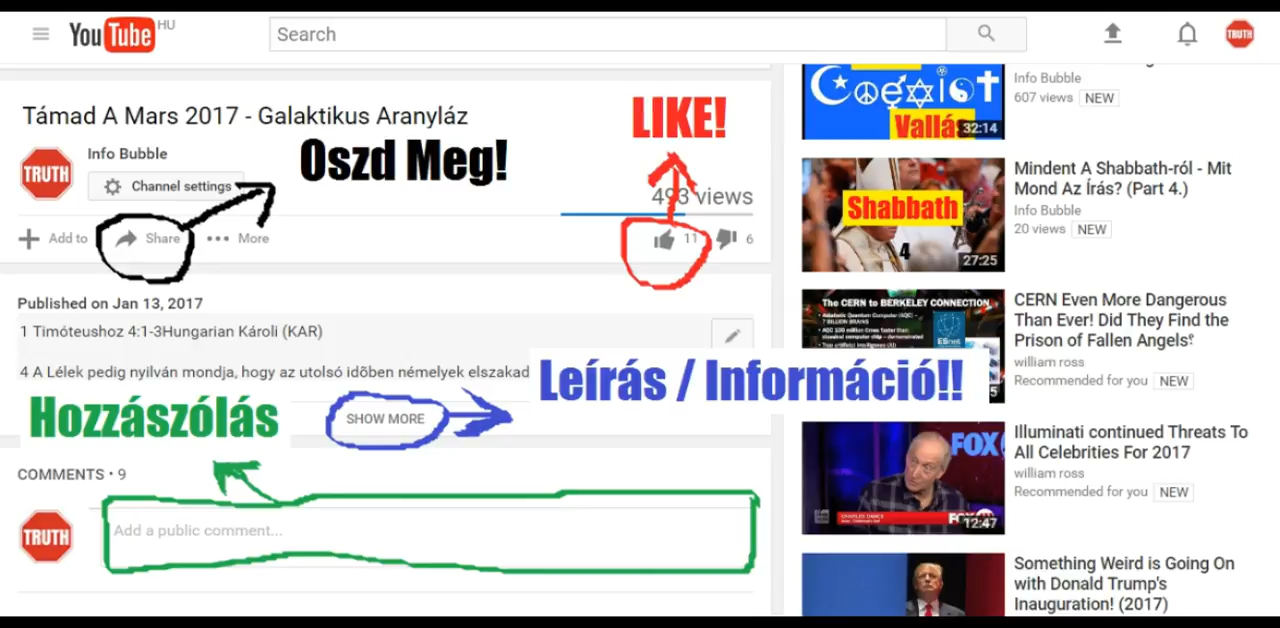 YouTube HU
Search
TRUTH
Támad A Mars 2017 - Galaktikus Aranyláz
LIKE!
TRUTH
Info Bubble
Oszd Meg!
Channel settings
493 views
Add to
Share
More
11
6
Published on Jan 13, 2017
1 Timóteushoz 4:1-3Hungarian Károli (KAR)
4 A Lélek pedig nyilván mondja, hogy az utolsó időben némelyek elszakad
Leírás / Információ!!
Hozzászólás
SHOW MORE
COMMENTS • 9
TRUTH
Add a public comment...
Coexist
Vallás
32:14
Info Bubble
607 views NEW
Shabbath
4
27:25
Mindent A Shabbath-ról - Mit
Mond Az Írás? (Part 4.)
Info Bubble
20 views NEW
The CERN to BERKELEY CONNECTION
ESnet
CERN Even More Dangerous
Than Ever! Did They Find the
Prison of Fallen Angels?
william ross
Recommended for you NEW
FOX
CHARLES DANCE
12:47
Illuminati continued Threats To
All Celebrities For 2017
william ross
Recommended for you NEW
Something Weird is Going On
with Donald Trump's
Inauguration! (2017)